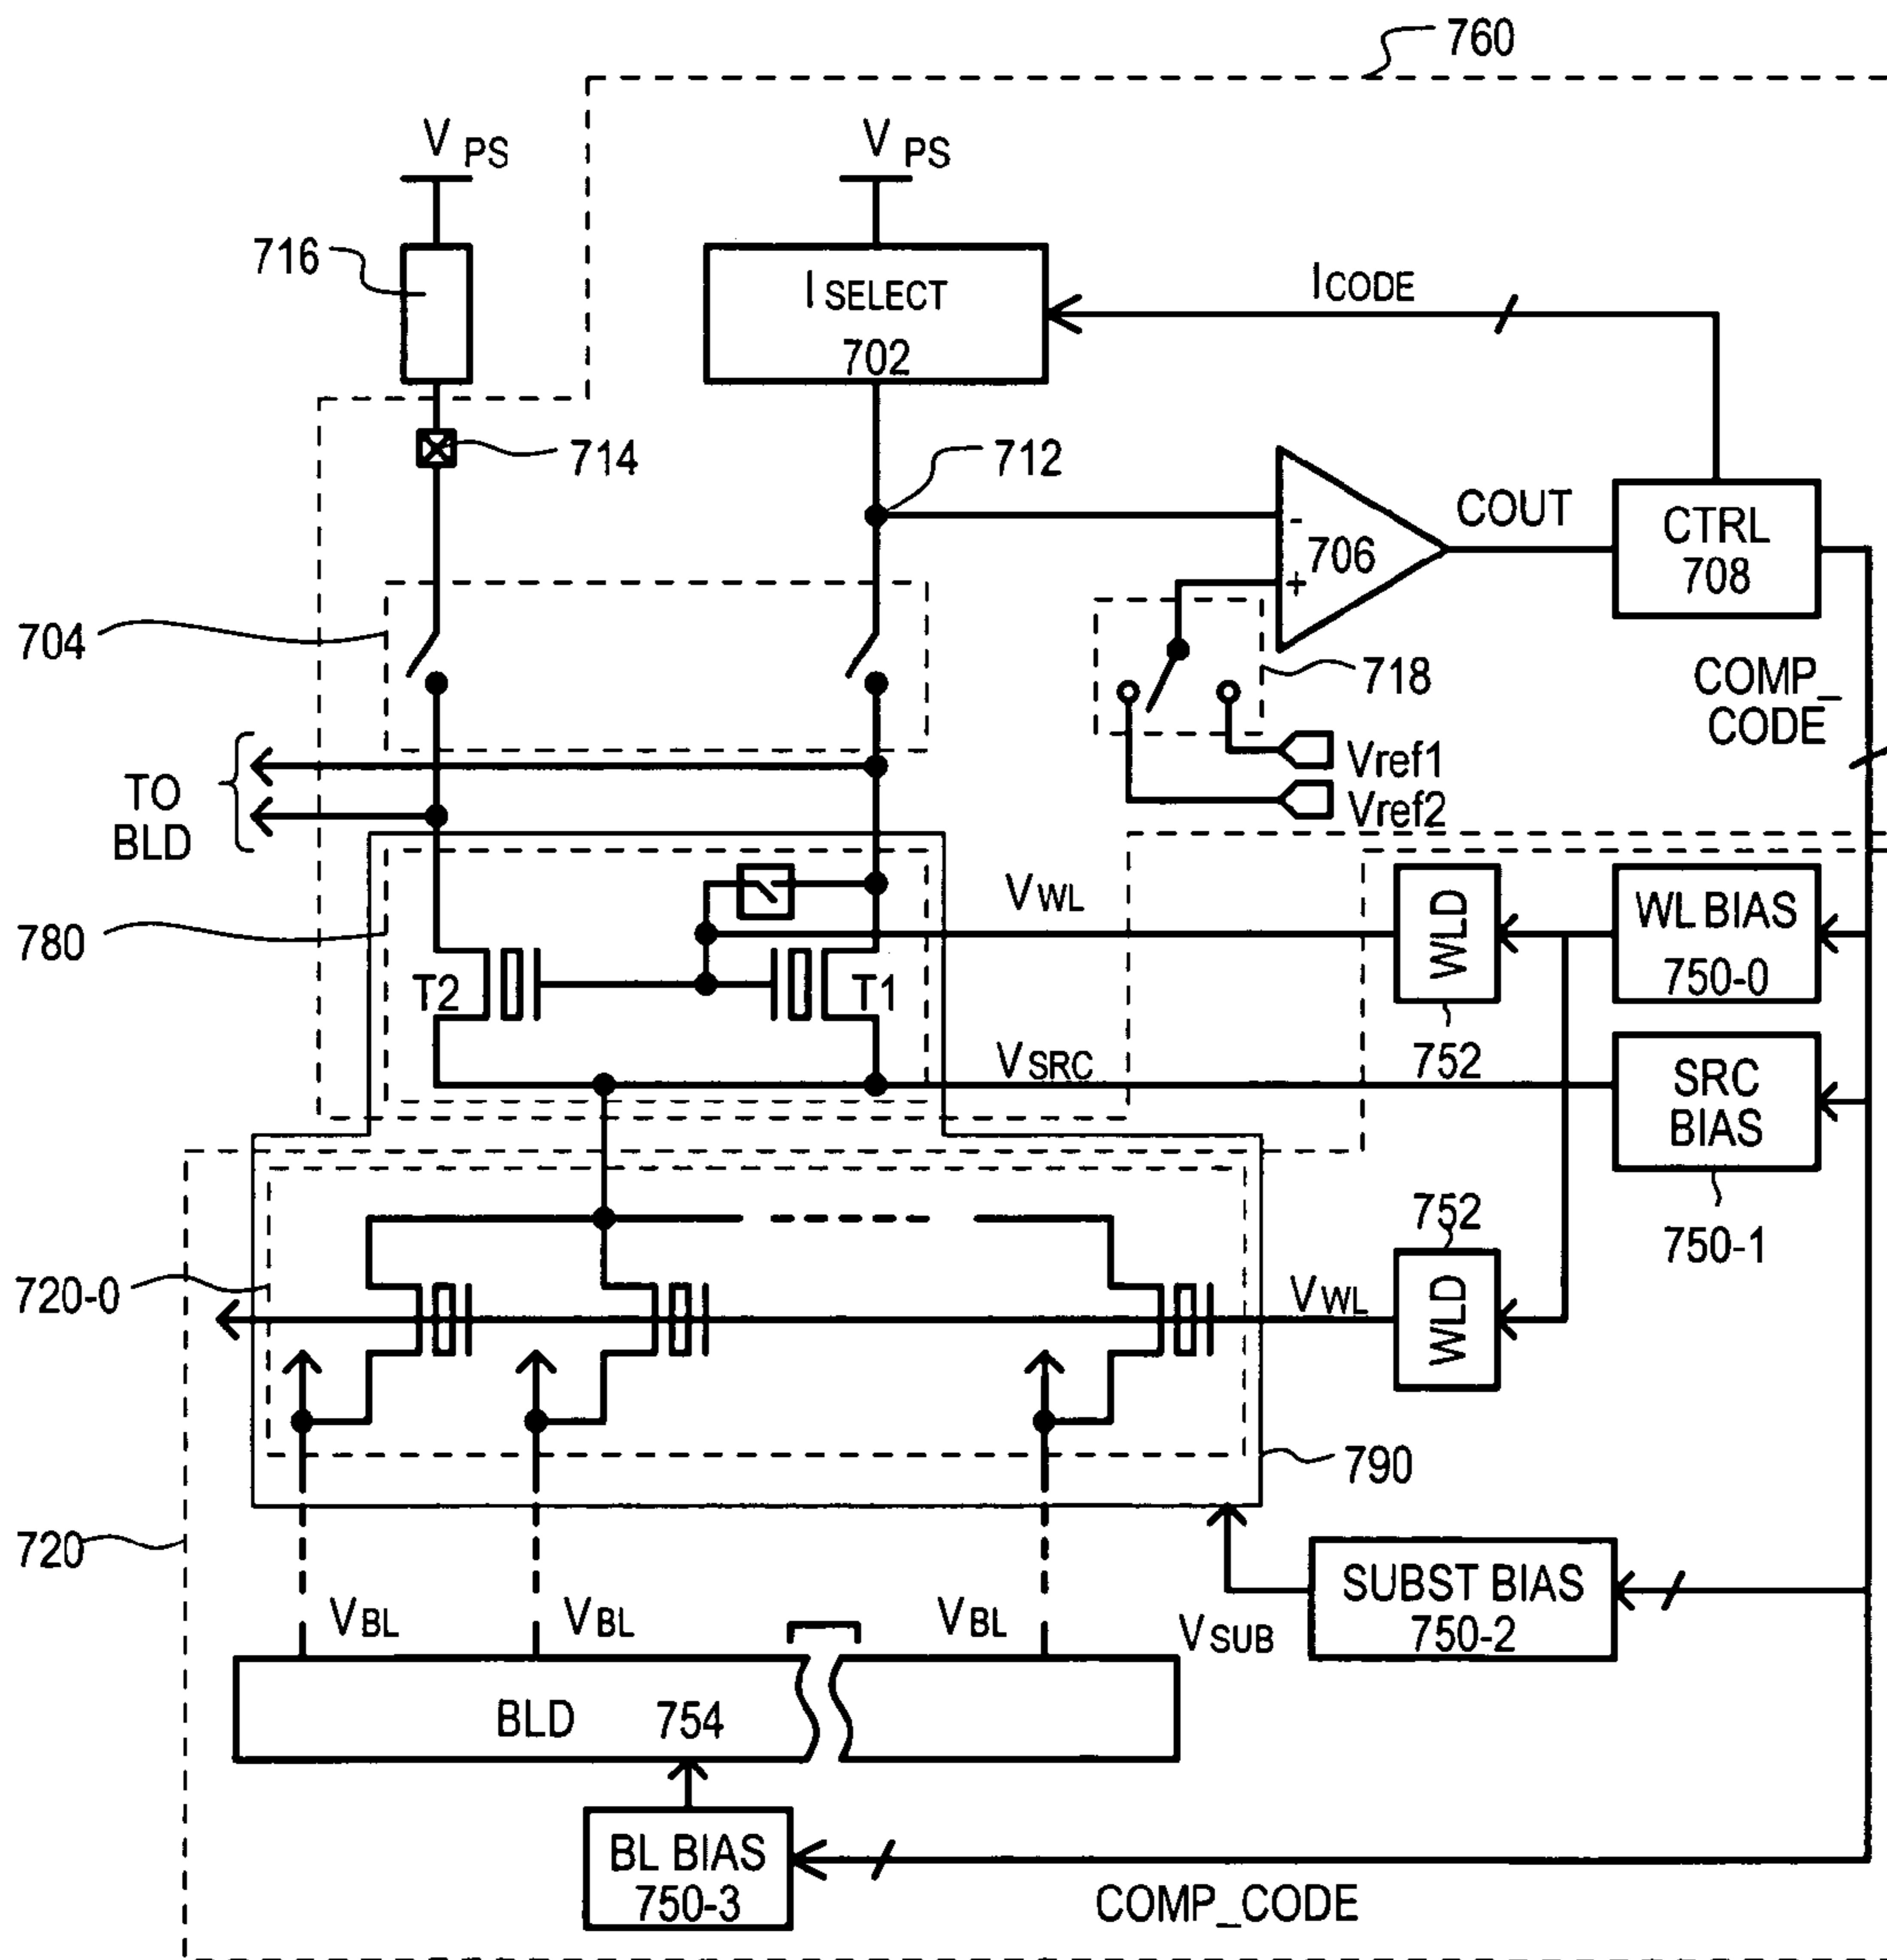 760
V PS
V PS
716
I SELECT
702
ICODE
714
712
-
706
+
COUT
CTRL
708
704
718
COMP_
CODE
TO
BLD
Vref1
Vref2
780
VWL
WLD
WL BIAS
750-0
T2
T1
752
VSRC
SRC
BIAS
750-1
752
720-0
VWL
WLD
790
720
SUBST BIAS
750-2
VBL
VBL
VBL
VSUB
BLD 754
BL BIAS
750-3
COMP_CODE